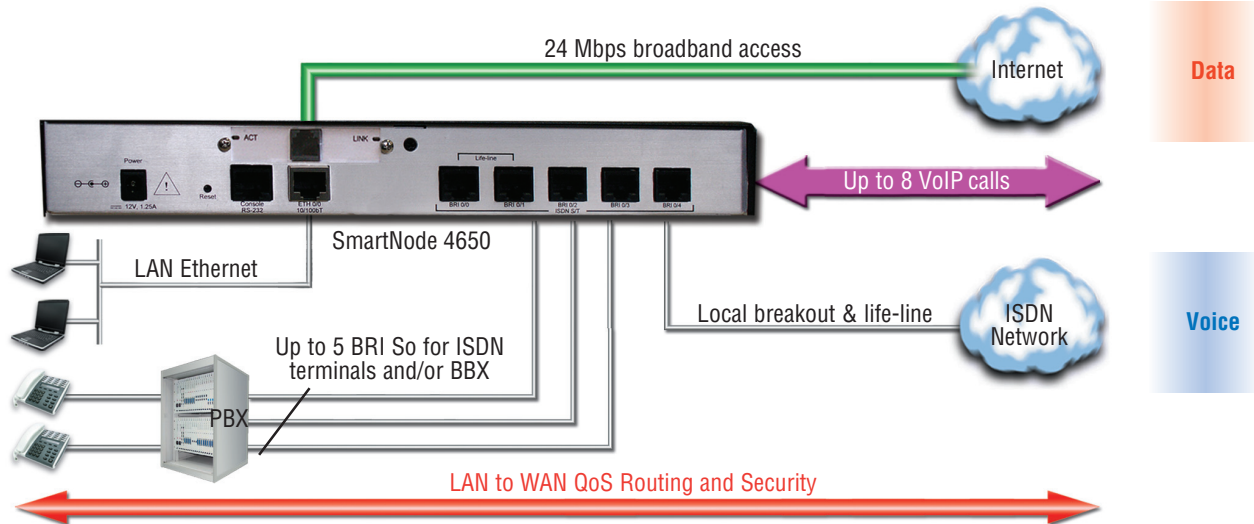 24 Mbps broadband access
Internet
Data
ACT
LINK
Power
Life-line
Up to 8 VoIP calls
Reset
12V, 1.25A
Console
RS-232
ETH 0/0
10/100bT
BRI 0/0
BRI 0/1
BRI 0/2
BRI 0/3
BRI 0/4
ISDN S/T
SmartNode 4650
LAN Ethernet
Local breakout & life-line
ISDN
Network
Voice
Up to 5 BRI So for ISDN
terminals and/or BBX
PBX
LAN to WAN QoS Routing and Security